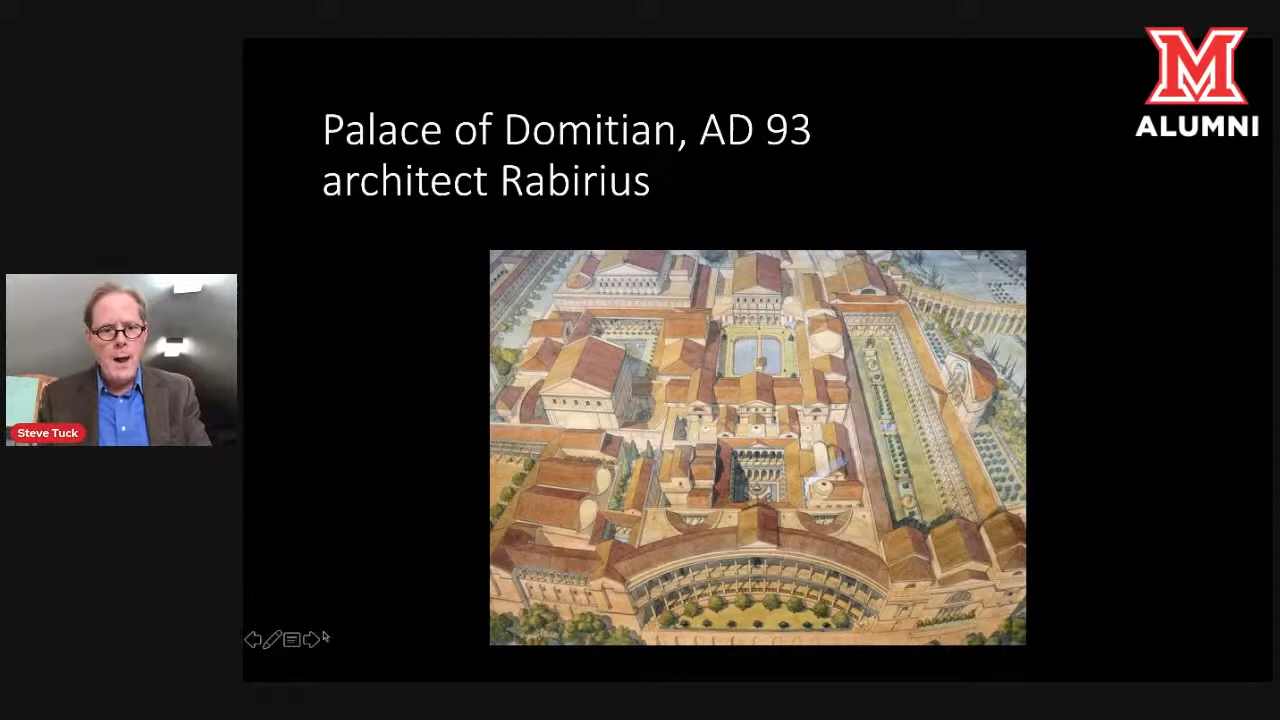 Palace of Domitian, AD 93
architect Rabirius
M
ALUMNI
Steve Tuck